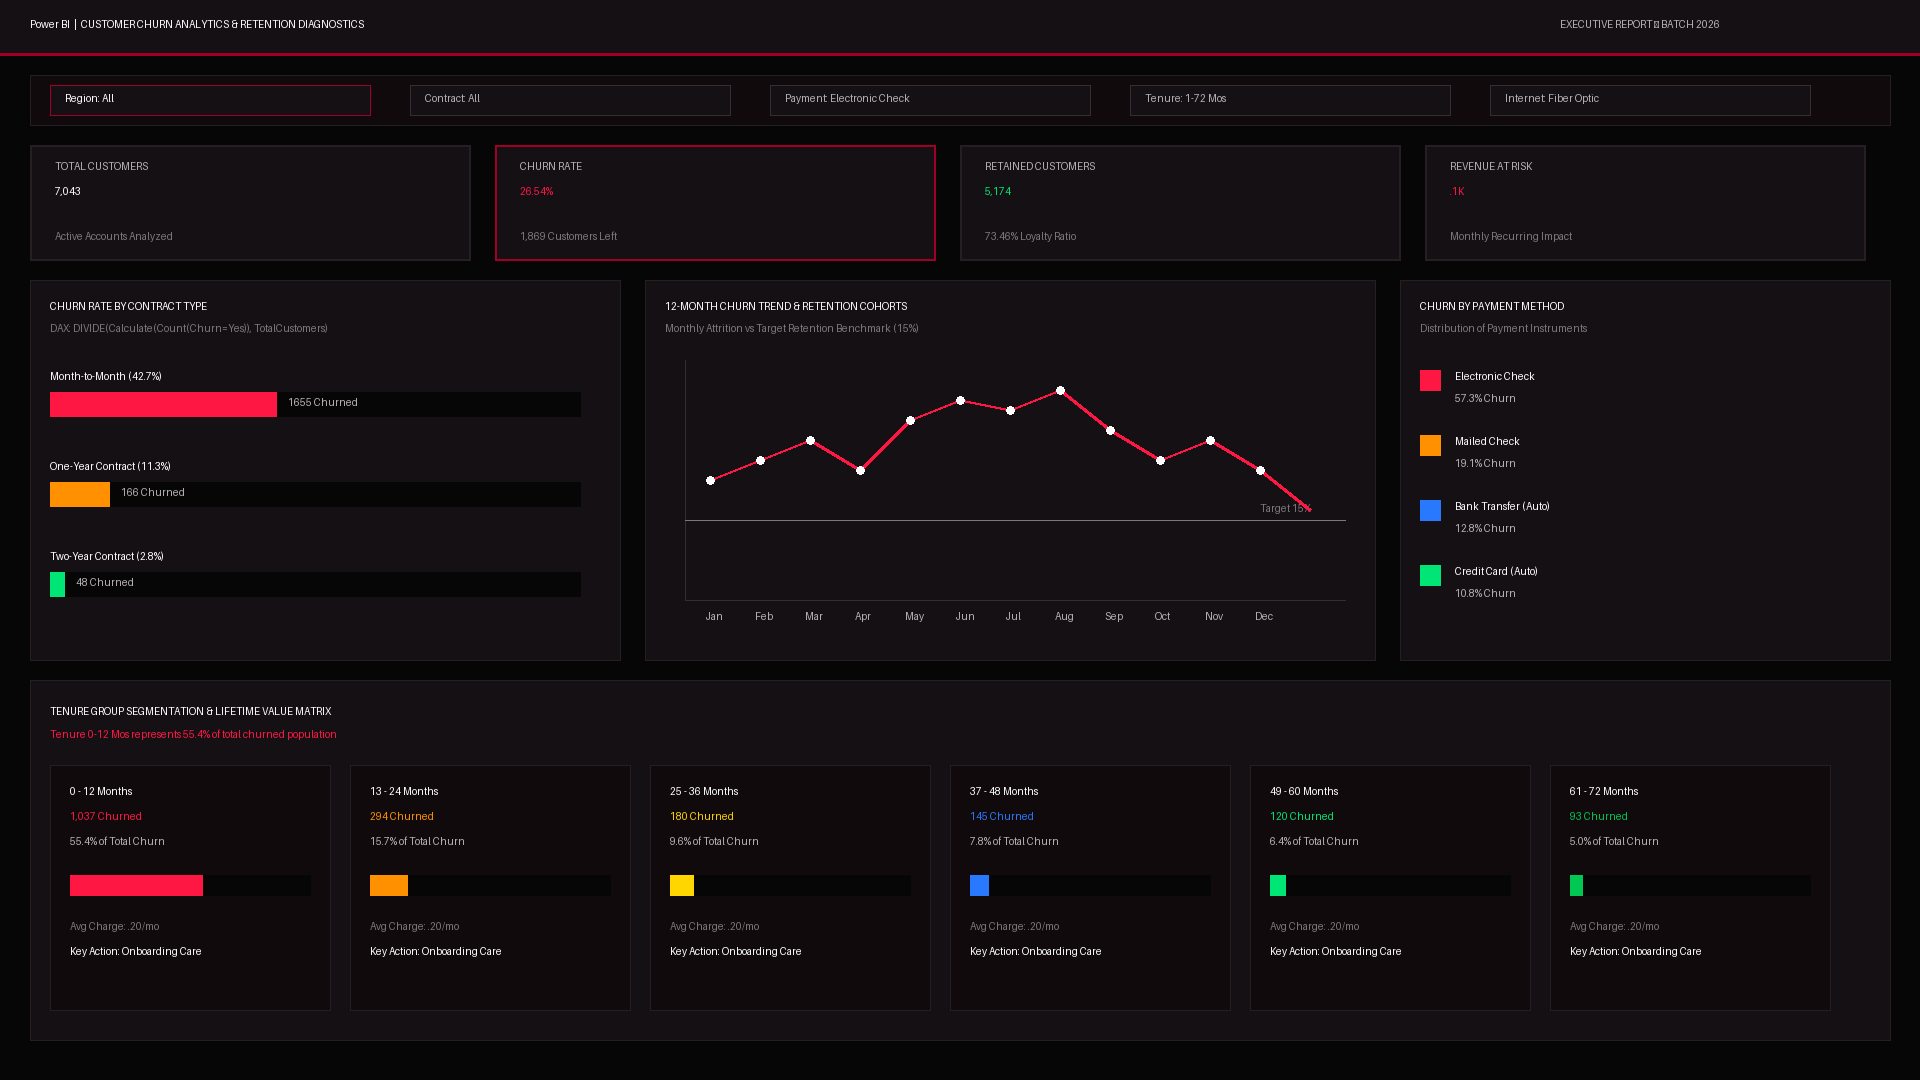 Power BI | CUSTOMER CHURN ANALYTICS & RETENTION DIAGNOSTICS
EXECUTIVE REPORT▯BATCH 2026
Region: All
Contract: All
Payment: Electronic Check
Tenure: 1-72 Mos
Internet: Fiber Optic
TOTAL CUSTOMERS
7,043
Active Accounts Analyzed
CHURN RATE
26.54%
1,869 Customers Left
RETAINED CUSTOMERS
5,174
73.46% Loyalty Ratio
REVENUE AT RISK
.1K
Monthly Recurring Impact
CHURN RATE BY CONTRACT TYPE
DAX: DIVIDE(Calculate(Count(Churn=Yes)), TotalCustomers)
Month-to-Month (42.7%)
1655 Churned
One-Year Contract (11.3%)
166 Churned
Two-Year Contract (2.8%)
48 Churned
12-MONTH CHURN TREND & RETENTION COHORTS
Monthly Attrition vs Target Retention Benchmark (15%)
Target 15%
Jan Feb Mar Apr May Jun Jul Aug Sep Oct Nov Dec
CHURN BY PAYMENT METHOD
Distribution of Payment Instruments
Electronic Check
57.3% Churn
Mailed Check
19.1% Churn
Bank Transfer (Auto)
12.8% Churn
Credit Card (Auto)
10.8% Churn
TENURE GROUP SEGMENTATION & LIFETIME VALUE MATRIX
Tenure 0-12 Mos represents 55.4% of total churned population
0 - 12 Months
1,037 Churned
55.4% of Total Churn
Avg Charge: .20/mo
Key Action: Onboarding Care
13 - 24 Months
294 Churned
15.7% of Total Churn
Avg Charge: .20/mo
Key Action: Onboarding Care
25 - 36 Months
180 Churned
9.6% of Total Churn
Avg Charge: .20/mo
Key Action: Onboarding Care
37 - 48 Months
145 Churned
7.8% of Total Churn
Avg Charge: .20/mo
Key Action: Onboarding Care
49 - 60 Months
120 Churned
6.4% of Total Churn
Avg Charge: .20/mo
Key Action: Onboarding Care
61 - 72 Months
93 Churned
5.0% of Total Churn
Avg Charge: .20/mo
Key Action: Onboarding Care